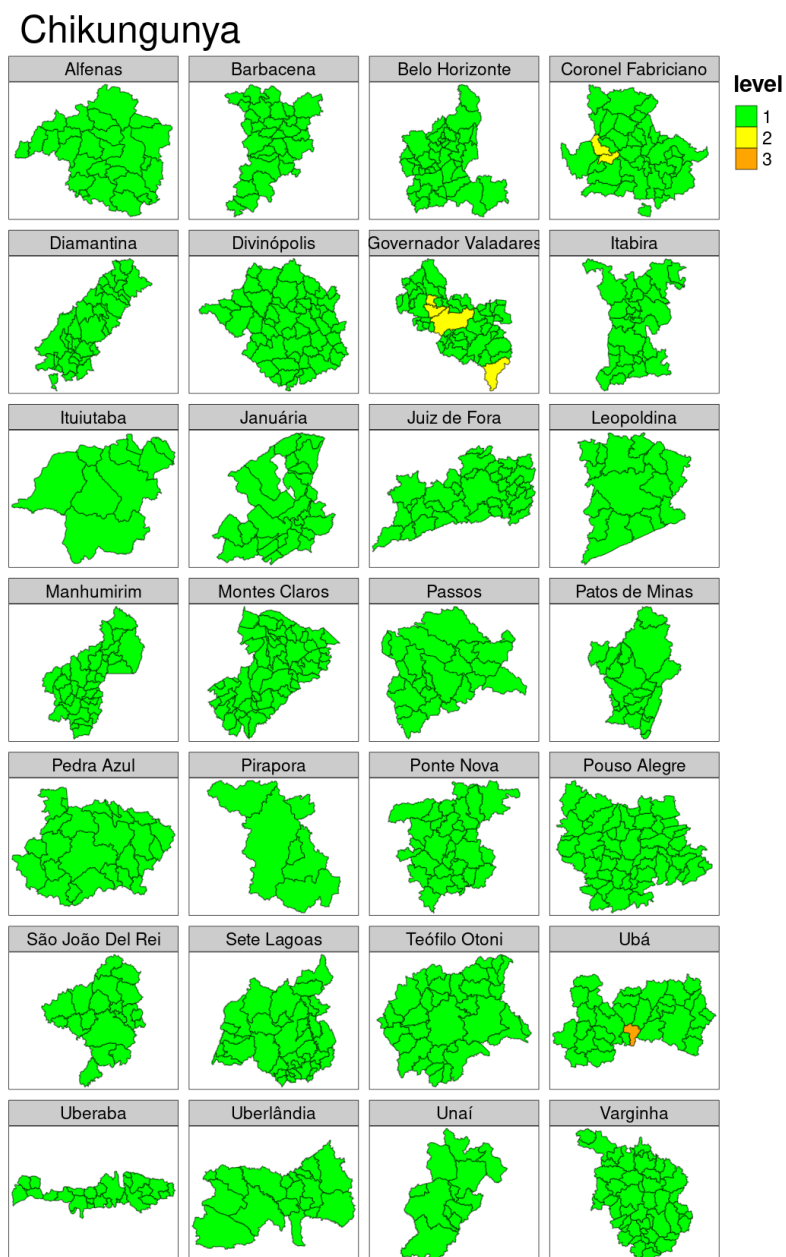 Chikungunya
Alfenas
Barbacena
Belo Horizonte
Coronel Fabriciano
level
1
2
3
Diamantina
Divinópolis
Governador Valadares
Itabira
Ituiutaba
Januária
Juiz de Fora
Leopoldina
Manhumirim
Montes Claros
Passos
Patos de Minas
Pedra Azul
Pirapora
Ponte Nova
Pouso Alegre
São João Del Rei
Sete Lagoas
Teófilo Otoni
Ubá
Uberaba
Uberlândia
Unaí
Varginha